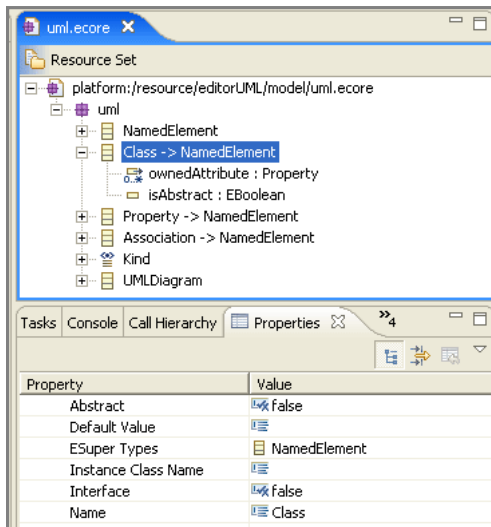 uml.ecore
Resource Set
platform:/resource/editorUML/model/uml.ecore
uml
NamedElement
Class -> NamedElement
0..* ownedAttribute : Property
isAbstract : EBoolean
Property -> NamedElement
Association -> NamedElement
Kind
UMLDiagram
Tasks Console Call Hierarchy Properties »4
Property Value
Abstract false
Default Value
ESuper Types NamedElement
Instance Class Name
Interface false
Name Class